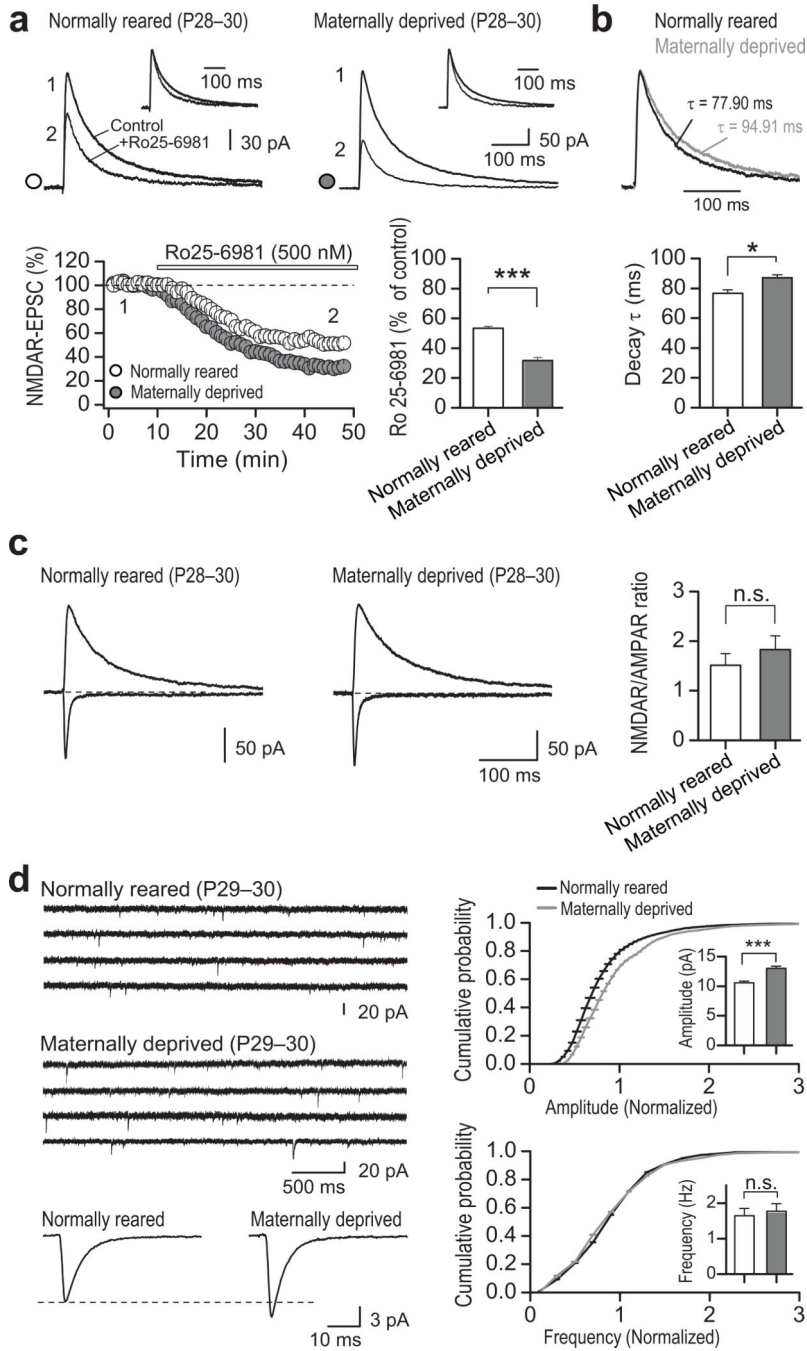 a
Normally reared (P28–30)
1
2
Control
+Ro25-6981
100 ms
30 pA
Maternally deprived (P28–30)
1
2
100 ms
50 pA
100 ms
b
Normally reared
Maternally deprived
τ = 77.90 ms
τ = 94.91 ms
100 ms
NMDAR-EPSC (%)
120
100
80
60
40
20
0
Ro25-6981 (500 nM)
1
2
Normally reared
Maternally deprived
0 10 20 30 40 50
Time (min)
Ro 25-6981 (% of control)
100
80
60
40
20
0
***
Normally reared
Maternally deprived
Decay τ (ms)
100
80
60
40
20
0
*
Normally reared
Maternally deprived
c
Normally reared (P28–30)
50 pA
Maternally deprived (P28–30)
50 pA
100 ms
NMDAR/AMPAR ratio
3
2
1
0
n.s.
Normally reared
Maternally deprived
d
Normally reared (P29–30)
20 pA
Maternally deprived (P29–30)
20 pA
500 ms
Normally reared
Maternally deprived
3 pA
10 ms
Normally reared
Maternally deprived
Cumulative probability
1.0
0.8
0.6
0.4
0.2
0.0
0 1 2 3
Amplitude (Normalized)
Amplitude (pA)
15
10
5
0
***
Cumulative probability
1.0
0.8
0.6
0.4
0.2
0.0
0 1 2 3
Frequency (Normalized)
Frequency (Hz)
2
0
n.s.